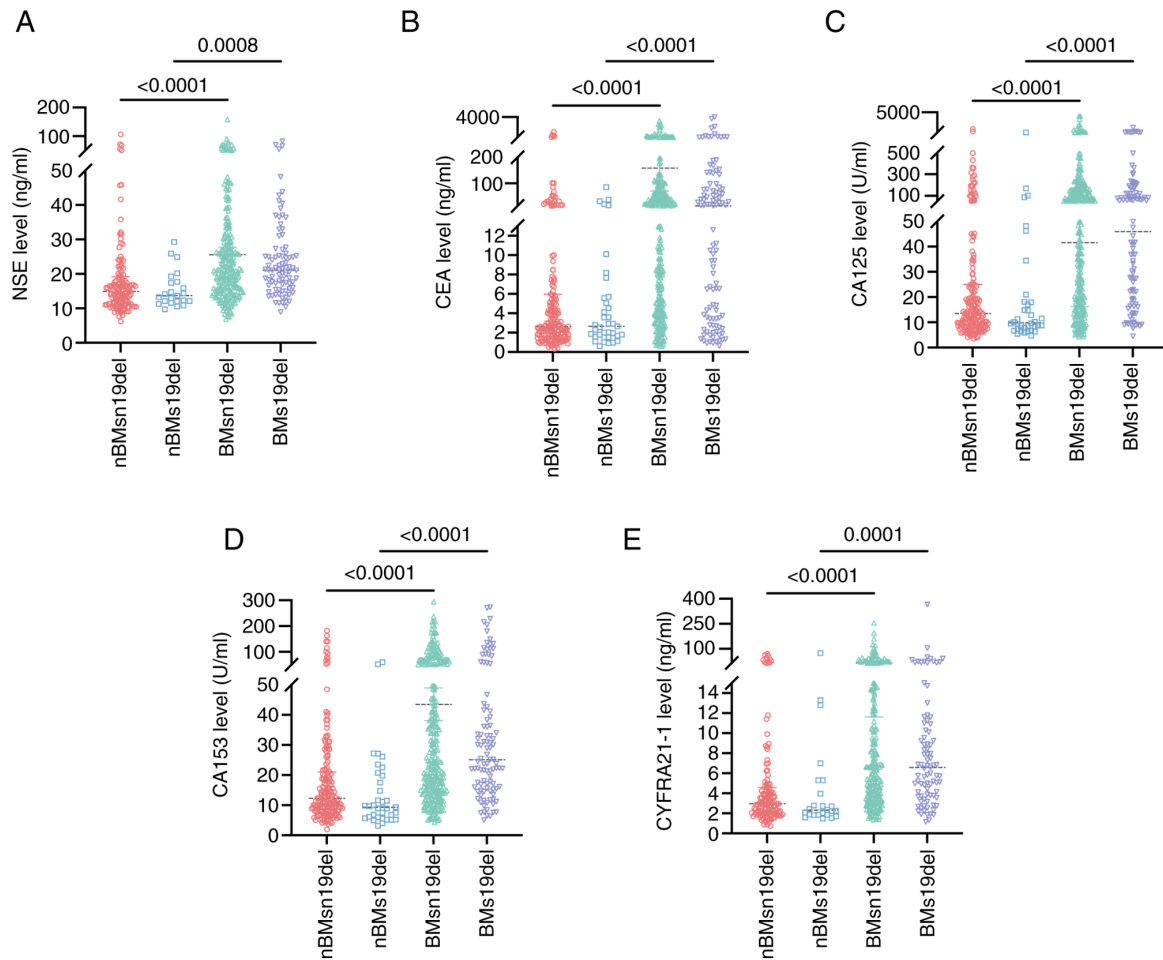 A
0.0008
<0.0001
NSE level (ng/ml)
200
100
50
40
30
20
10
0
nBMsn19del
nBMs19del
BMsn19del
BMs19del
B
<0.0001
<0.0001
CEA level (ng/ml)
4000
200
100
12
10
8
6
4
2
0
nBMsn19del
nBMs19del
BMsn19del
BMs19del
C
<0.0001
<0.0001
CA125 level (U/ml)
5000
500
300
100
50
40
30
20
10
0
nBMsn19del
nBMs19del
BMsn19del
BMs19del
D
<0.0001
<0.0001
CA153 level (U/ml)
300
200
100
50
40
30
20
10
0
nBMsn19del
nBMs19del
BMsn19del
BMs19del
E
0.0001
<0.0001
CYFRA21-1 level (ng/ml)
400
250
100
14
12
10
8
6
4
2
0
nBMsn19del
nBMs19del
BMsn19del
BMs19del